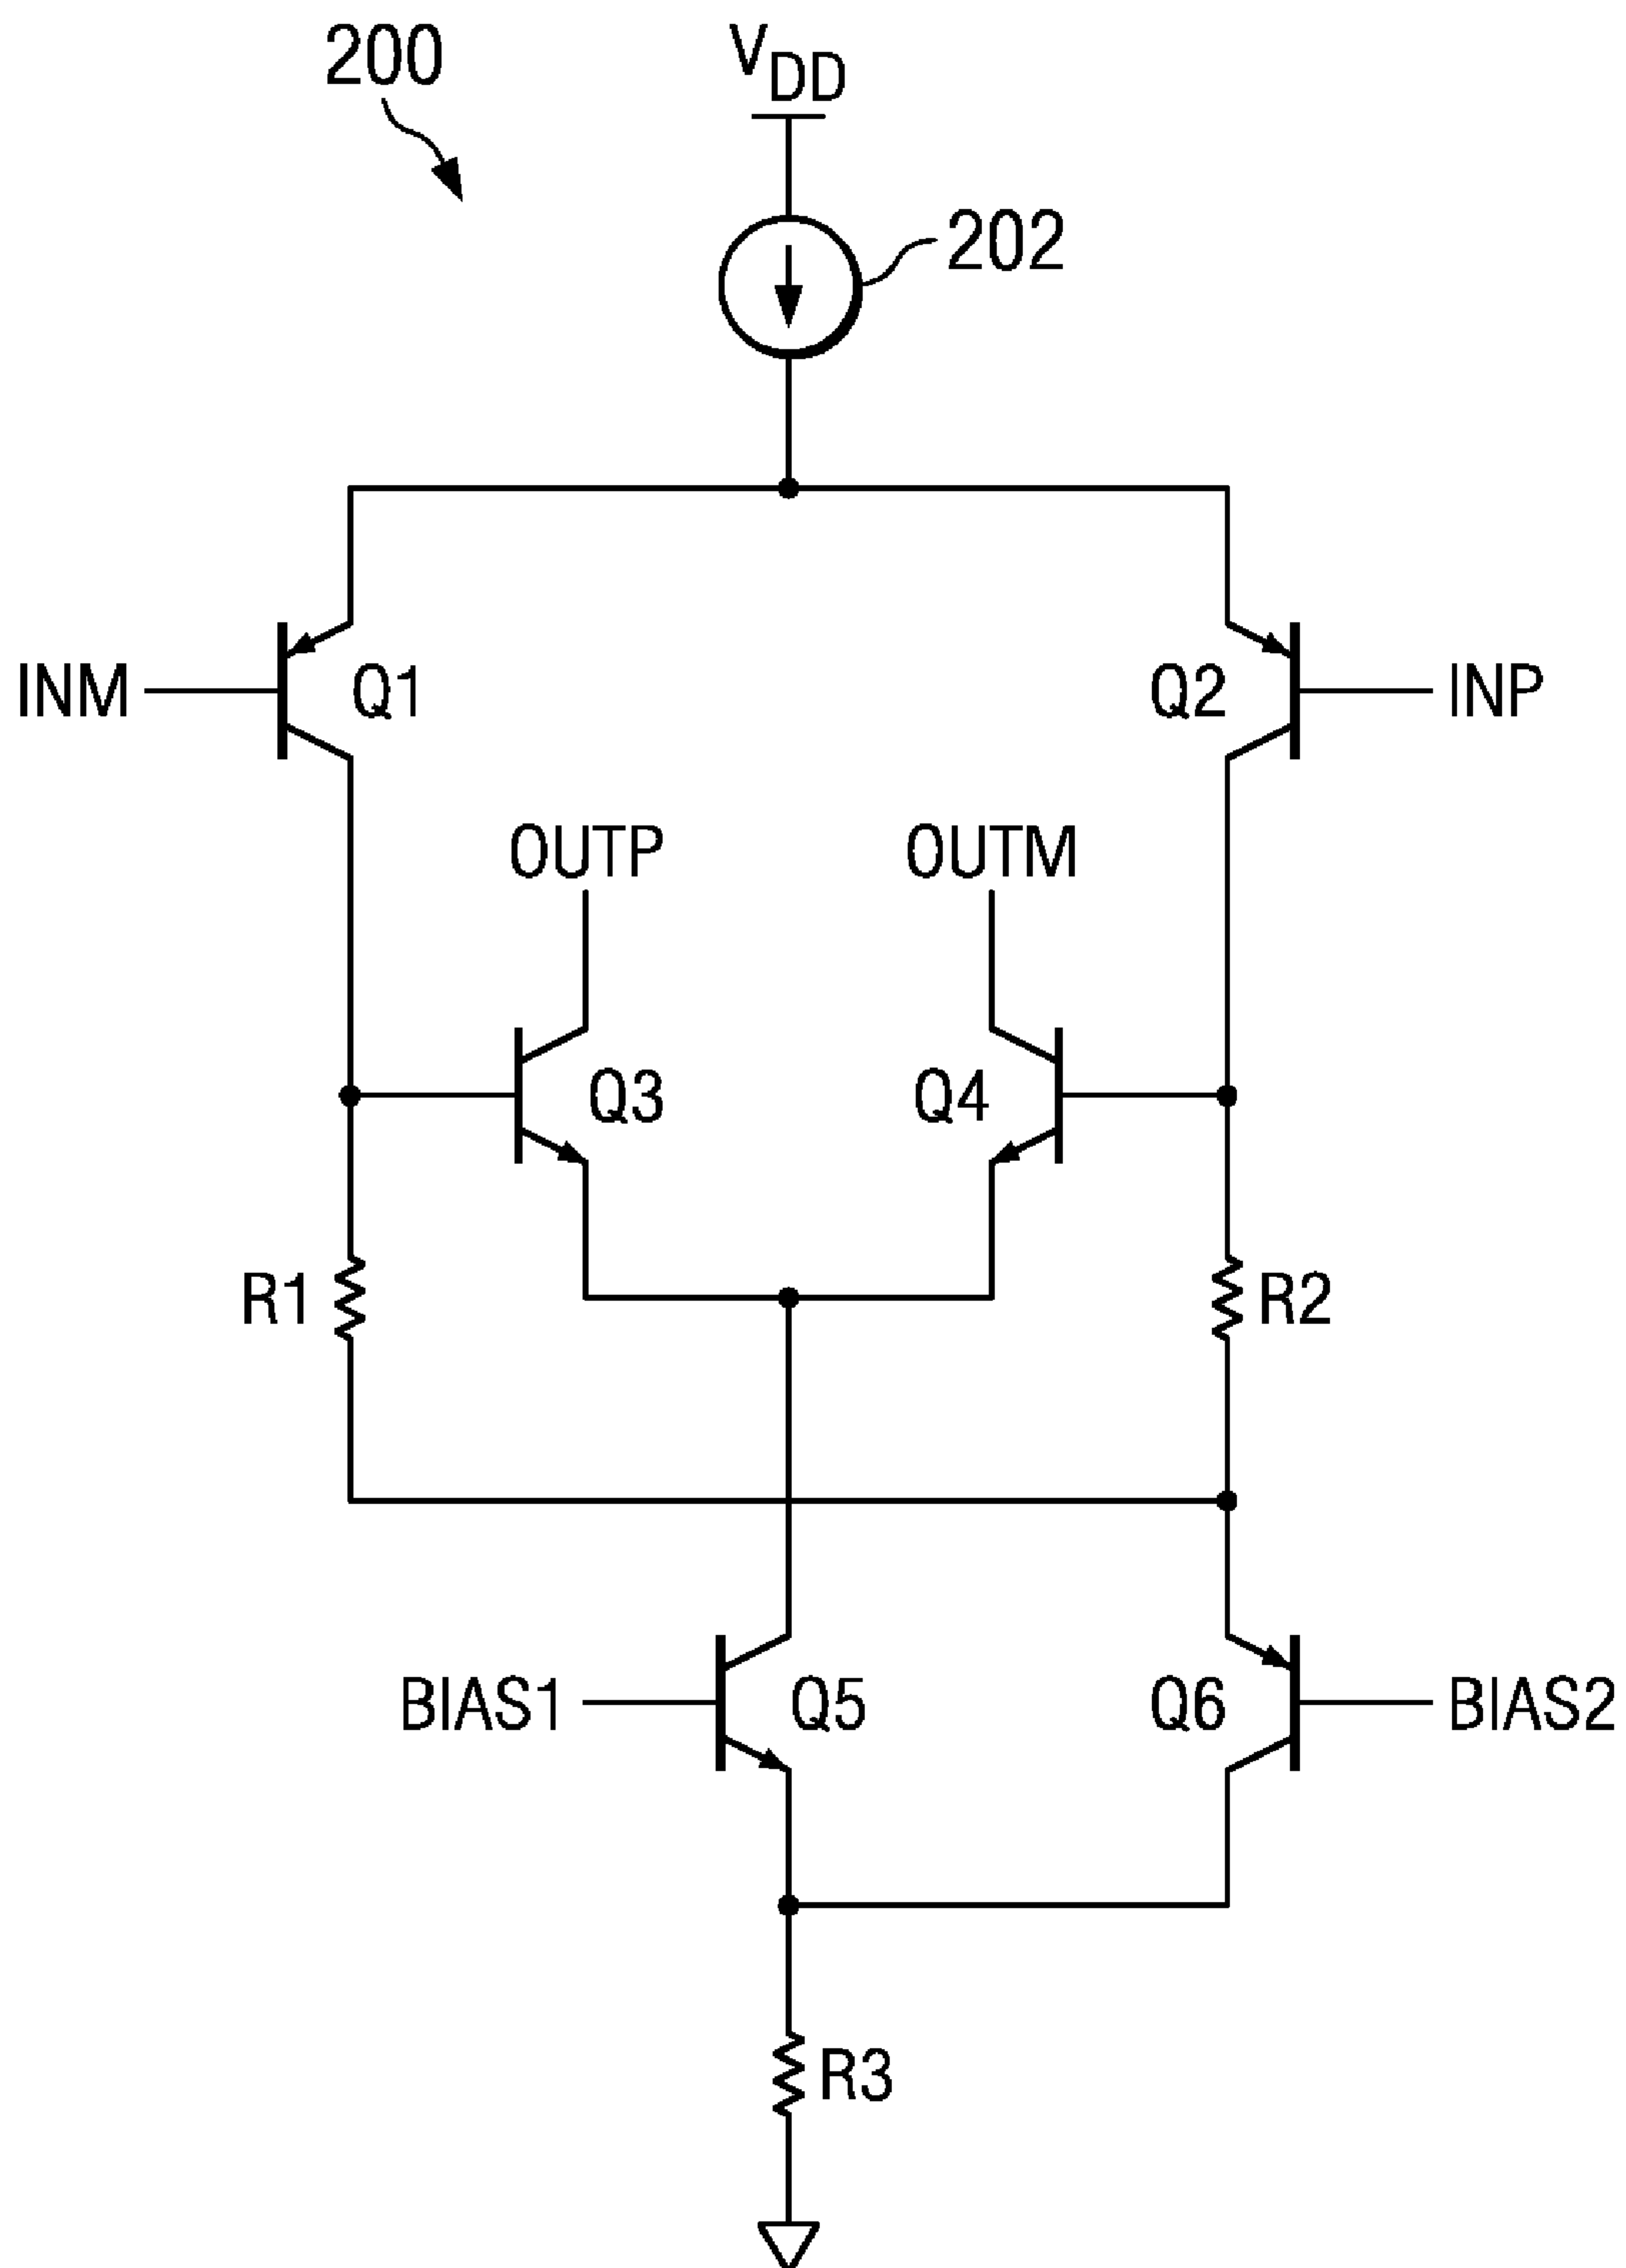 200
VDD
202
INM
Q1
Q2
INP
OUTP
OUTM
Q3
Q4
R1
R2
BIAS1
Q5
Q6
BIAS2
R3